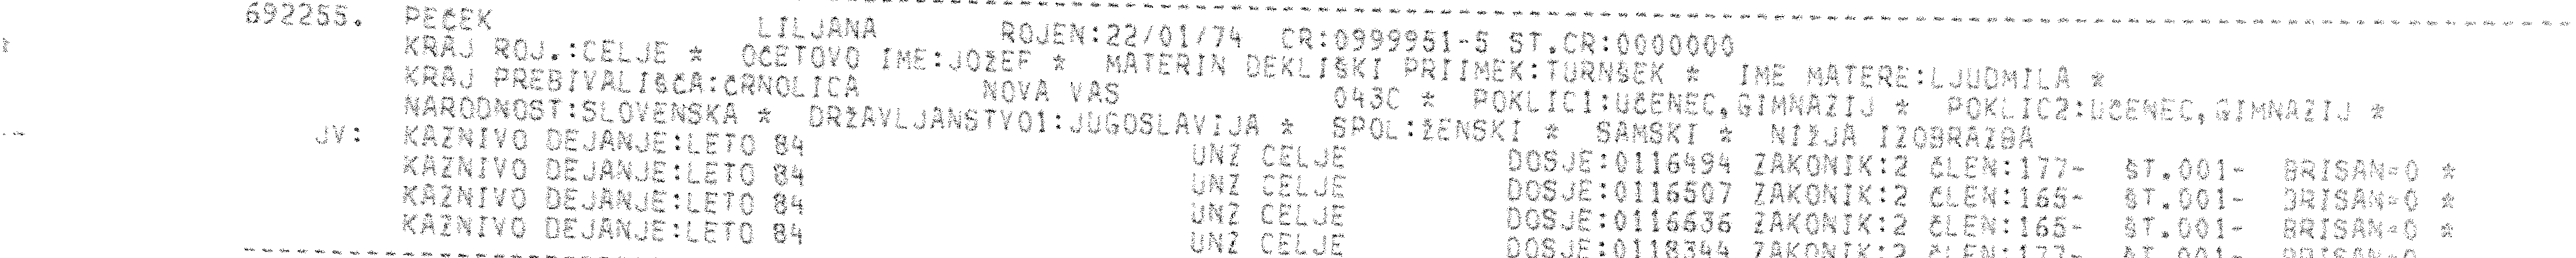 692255. PEČEK LILJANA ROJEN:22/01/74 CR:0999951-5 ST.CR:0000000
KRAJ ROJ.:CELJE * OČETOVO IME:JOŽEF * MATERIN DEKLIŠKI PRIIMEK:TURNŠEK * IME MATERE:LJUDMILA *
KRAJ PREBIVALIŠČA:ČRNOLICA NOVA VAS 043C * POKLIC1:UČENEC,GIMNAZIJ * POKLIC2:UČENEC,GIMNAZIJ *
NARODNOST:SLOVENSKA * DRŽAVLJANSTVO1:JUGOSLAVIJA * SPOL:ŽENSKI * SAMSKI * NIŽJA IZOBRAZBA
JV: KAZNIVO DEJANJE:LETO 84 UNZ CELJE DOSJE:0116494 ZAKONIK:2 ČLEN:177- ŠT.001- BRISAN=0 *
KAZNIVO DEJANJE:LETO 84 UNZ CELJE DOSJE:0116507 ZAKONIK:2 ČLEN:165- ŠT.001- BRISAN=0 *
KAZNIVO DEJANJE:LETO 84 UNZ CELJE DOSJE:0116636 ZAKONIK:2 ČLEN:165- ŠT.001- BRISAN=0 *
KAZNIVO DEJANJE:LETO 84 UNZ CELJE DOSJE:0118344 ZAKONIK:2 ČLEN:177- ŠT.001- BRISAN=0